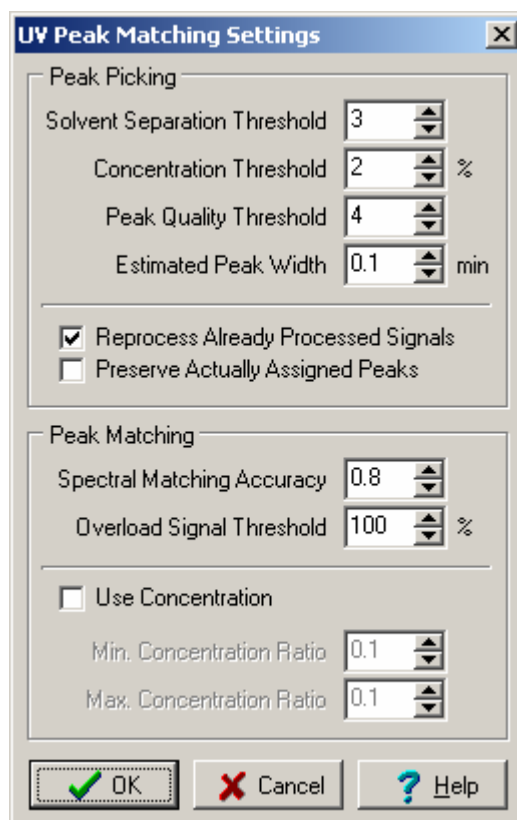 UV Peak Matching Settings
Peak Picking
Solvent Separation Threshold 3
Concentration Threshold 2 %
Peak Quality Threshold 4
Estimated Peak Width 0.1 min
Reprocess Already Processed Signals
Preserve Actually Assigned Peaks
Peak Matching
Spectral Matching Accuracy 0.8
Overload Signal Threshold 100 %
Use Concentration
Min. Concentration Ratio 0.1
Max. Concentration Ratio 0.1
OK Cancel Help